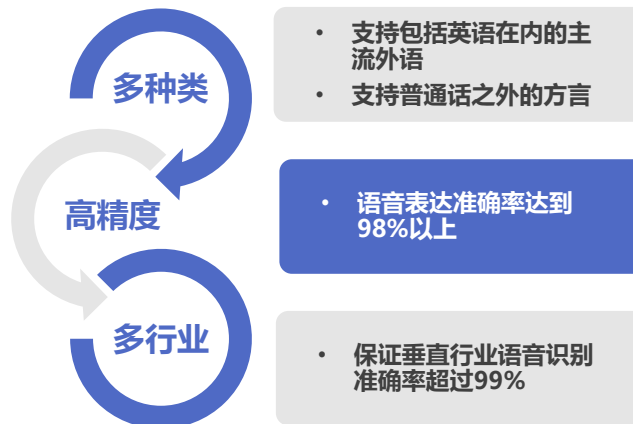 多种类
• 支持包括英语在内的主
流外语
• 支持普通话之外的方言
高精度
• 语音表达准确率达到
98%以上
多行业
• 保证垂直行业语音识别
准确率超过99%